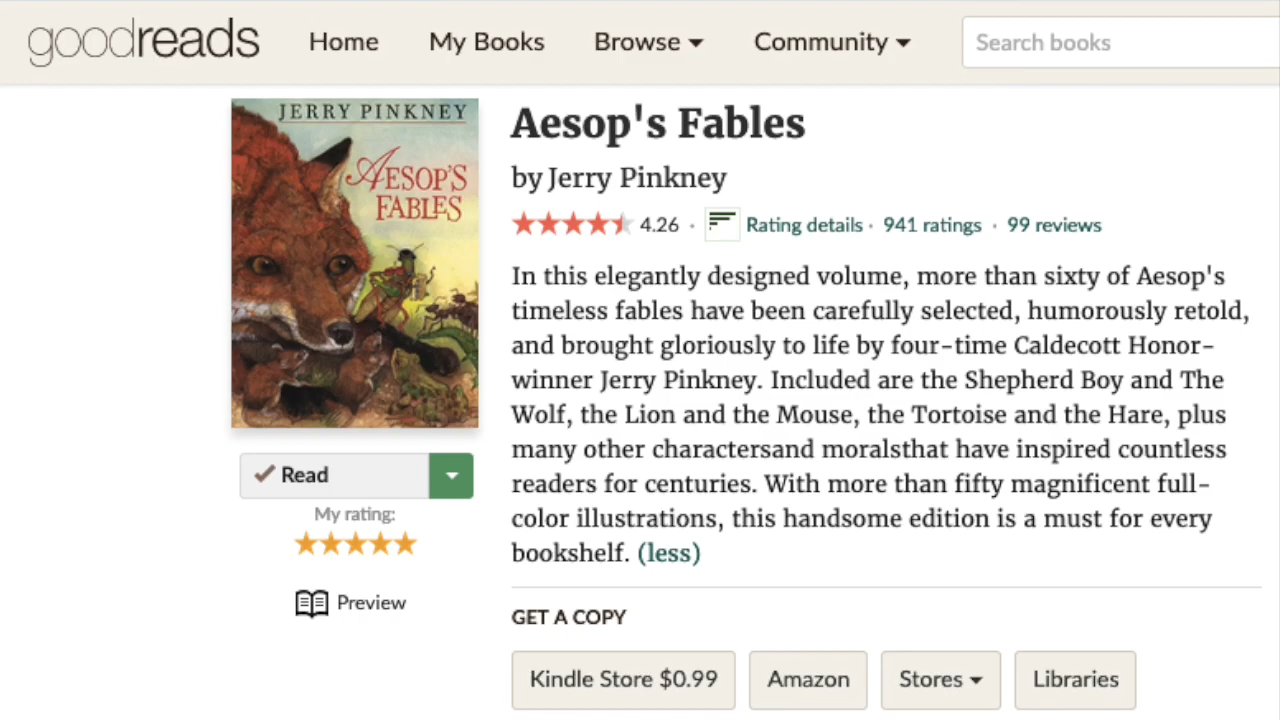 goodreads Home My Books Browse Community Search books
JERRY PINKNEY
AESOP'S
FABLES
Aesop's Fables
by Jerry Pinkney
4.26 · Rating details · 941 ratings · 99 reviews
In this elegantly designed volume, more than sixty of Aesop's
timeless fables have been carefully selected, humorously retold,
and brought gloriously to life by four-time Caldecott Honor-
winner Jerry Pinkney. Included are the Shepherd Boy and The
Wolf, the Lion and the Mouse, the Tortoise and the Hare, plus
many other charactersand moralsthat have inspired countless
readers for centuries. With more than fifty magnificent full-
color illustrations, this handsome edition is a must for every
bookshelf. (less)
Read
My rating:
Preview
GET A COPY
Kindle Store $0.99 Amazon Stores Libraries